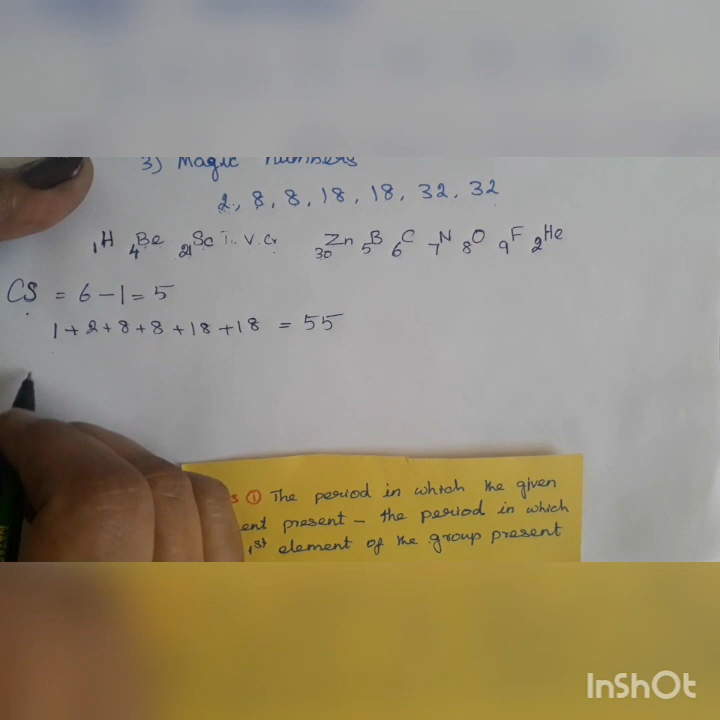 3) Magic numbers
2, 8, 8, 18, 18, 32, 32
1H 4Be 21Sc Ti. V. Cr 30Zn 5B 6C 7N 8O 9F 2He
CS = 6 - 1 = 5
1 + 2 + 8 + 8 + 18 + 18 = 55
① The period in which the given
ent present - the period in which
1st element of the group present
InShOt